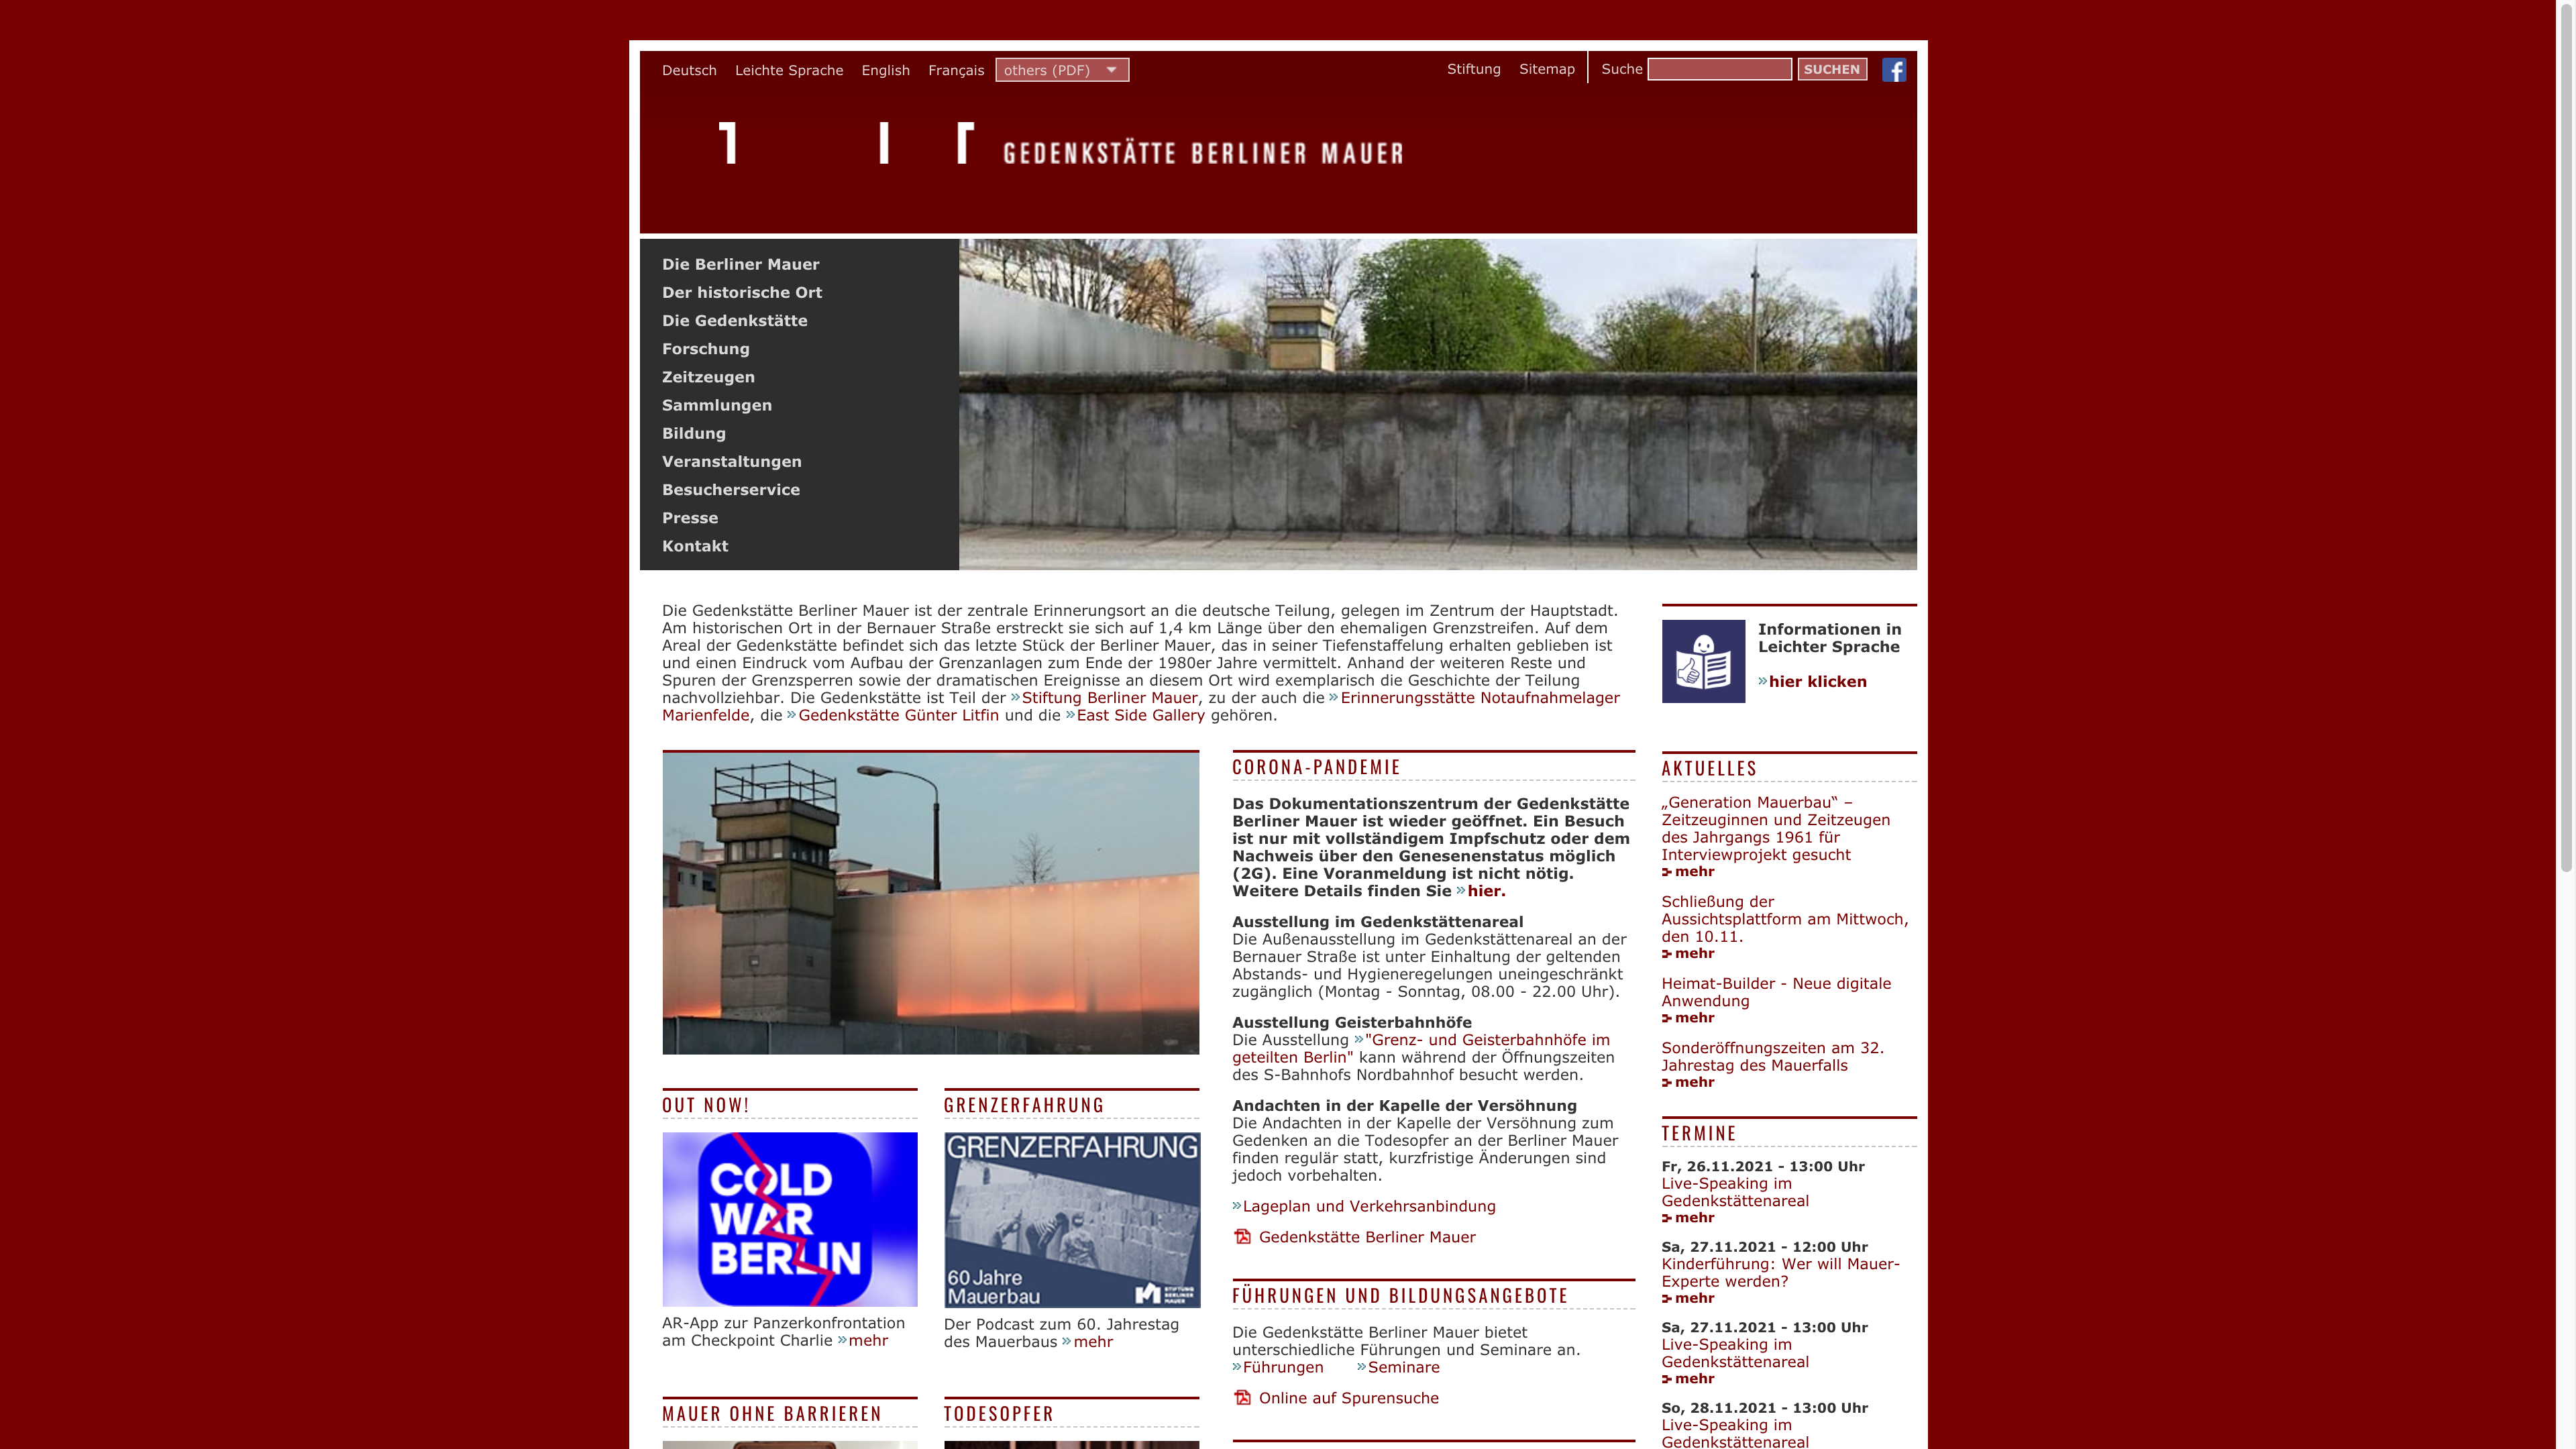 Deutsch Leichte Sprache English Français others (PDF) Stiftung Sitemap Suche SUCHEN
GEDENKSTÄTTE BERLINER MAUER
Die Berliner Mauer
Der historische Ort
Die Gedenkstätte
Forschung
Zeitzeugen
Sammlungen
Bildung
Veranstaltungen
Besucherservice
Presse
Kontakt
Die Gedenkstätte Berliner Mauer ist der zentrale Erinnerungsort an die deutsche Teilung, gelegen im Zentrum der Hauptstadt.
Am historischen Ort in der Bernauer Straße erstreckt sie sich auf 1,4 km Länge über den ehemaligen Grenzstreifen. Auf dem
Areal der Gedenkstätte befindet sich das letzte Stück der Berliner Mauer, das in seiner Tiefenstaffelung erhalten geblieben ist
und einen Eindruck vom Aufbau der Grenzanlagen zum Ende der 1980er Jahre vermittelt. Anhand der weiteren Reste und
Spuren der Grenzsperren sowie der dramatischen Ereignisse an diesem Ort wird exemplarisch die Geschichte der Teilung
nachvollziehbar. Die Gedenkstätte ist Teil der »Stiftung Berliner Mauer, zu der auch die »Erinnerungsstätte Notaufnahmelager
Marienfelde, die »Gedenkstätte Günter Litfin und die »East Side Gallery gehören.
Informationen in
Leichter Sprache
»hier klicken
OUT NOW!
COLD
WAR
BERLIN
AR-App zur Panzerkonfrontation
am Checkpoint Charlie »mehr
GRENZERFAHRUNG
GRENZERFAHRUNG
60 Jahre
Mauerbau
STIFTUNG
BERLINER
MAUER
Der Podcast zum 60. Jahrestag
des Mauerbaus »mehr
MAUER OHNE BARRIEREN
TODESOPFER
CORONA-PANDEMIE
Das Dokumentationszentrum der Gedenkstätte
Berliner Mauer ist wieder geöffnet. Ein Besuch
ist nur mit vollständigem Impfschutz oder dem
Nachweis über den Genesenenstatus möglich
(2G). Eine Voranmeldung ist nicht nötig.
Weitere Details finden Sie »hier.
Ausstellung im Gedenkstättenareal
Die Außenausstellung im Gedenkstättenareal an der
Bernauer Straße ist unter Einhaltung der geltenden
Abstands- und Hygieneregelungen uneingeschränkt
zugänglich (Montag - Sonntag, 08.00 - 22.00 Uhr).
Ausstellung Geisterbahnhöfe
Die Ausstellung »"Grenz- und Geisterbahnhöfe im
geteilten Berlin" kann während der Öffnungszeiten
des S-Bahnhofs Nordbahnhof besucht werden.
Andachten in der Kapelle der Versöhnung
Die Andachten in der Kapelle der Versöhnung zum
Gedenken an die Todesopfer an der Berliner Mauer
finden regulär statt, kurzfristige Änderungen sind
jedoch vorbehalten.
»Lageplan und Verkehrsanbindung
Gedenkstätte Berliner Mauer
FÜHRUNGEN UND BILDUNGSANGEBOTE
Die Gedenkstätte Berliner Mauer bietet
unterschiedliche Führungen und Seminare an.
»Führungen »Seminare
Online auf Spurensuche
AKTUELLES
„Generation Mauerbau“ –
Zeitzeuginnen und Zeitzeugen
des Jahrgangs 1961 für
Interviewprojekt gesucht
mehr
Schließung der
Aussichtsplattform am Mittwoch,
den 10.11.
mehr
Heimat-Builder - Neue digitale
Anwendung
mehr
Sonderöffnungszeiten am 32.
Jahrestag des Mauerfalls
mehr
TERMINE
Fr, 26.11.2021 - 13:00 Uhr
Live-Speaking im
Gedenkstättenareal
mehr
Sa, 27.11.2021 - 12:00 Uhr
Kinderführung: Wer will Mauer-
Experte werden?
mehr
Sa, 27.11.2021 - 13:00 Uhr
Live-Speaking im
Gedenkstättenareal
mehr
So, 28.11.2021 - 13:00 Uhr
Live-Speaking im
Gedenkstättenareal